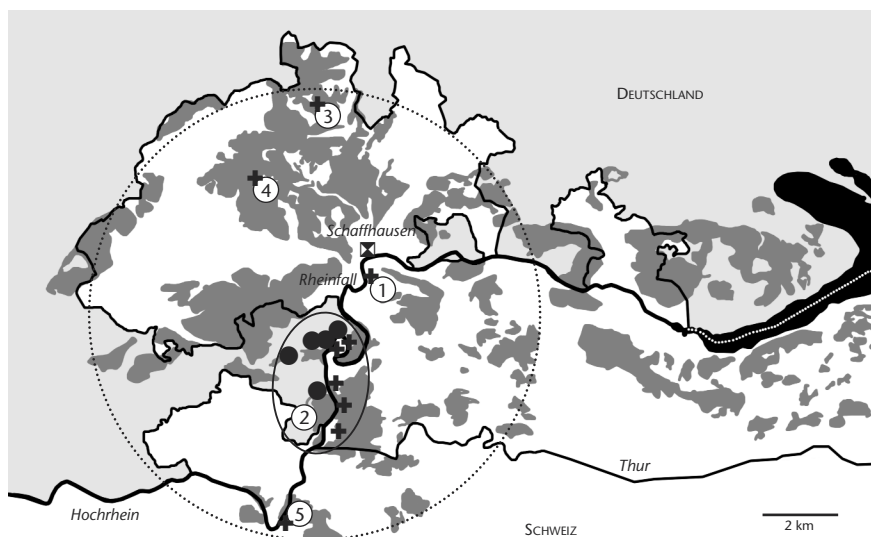 DEUTSCHLAND
3
4
Schaffhausen
Rheinfall
1
2
Thur
5
Hochrhein
SCHWEIZ
2 km